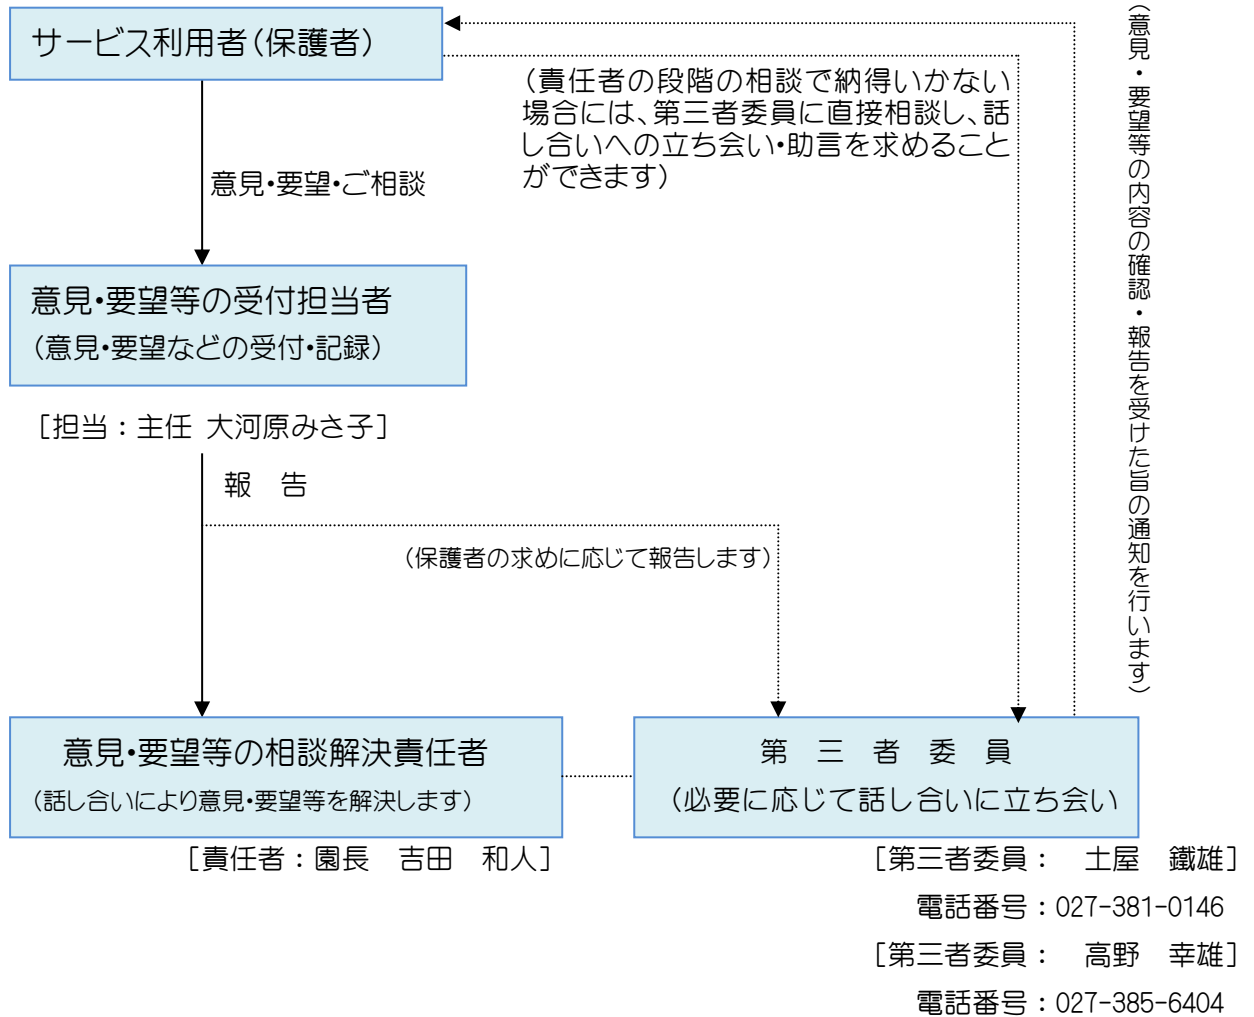 サービス利用者(保護者)
(責任者の段階の相談で納得いかない
場合には、第三者委員に直接相談し、話
し合いへの立ち会い・助言を求めること
ができます)
(意見・要望等の内容の確認・報告を受けた旨の通知を行います)
意見・要望・ご相談
意見・要望等の受付担当者
(意見・要望などの受付・記録)
[担当:主任 大河原みさ子]
報 告
(保護者の求めに応じて報告します)
意見・要望等の相談解決責任者
(話し合いにより意見・要望等を解決します)
[責任者:園長 吉田 和人]
第 三 者 委 員
(必要に応じて話し合いに立ち会い
[第三者委員: 土屋 鐵雄]
電話番号:027-381-0146
[第三者委員: 高野 幸雄]
電話番号:027-385-6404